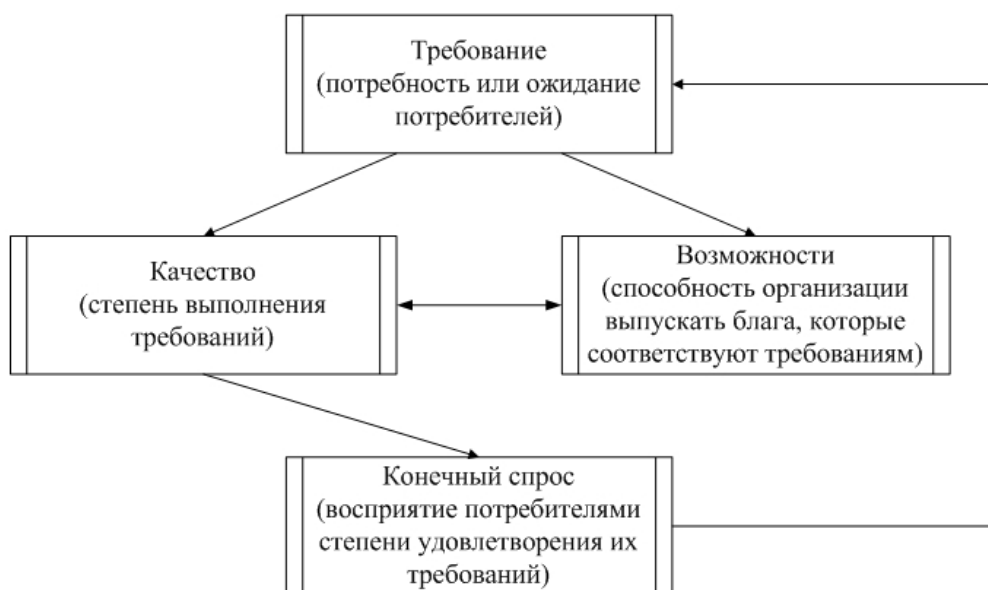 Требование
(потребность или ожидание
потребителей)
Качество
(степень выполнения
требований)
Возможности
(способность организации
выпускать блага, которые
соответствуют требованиям)
Конечный спрос
(восприятие потребителями
степени удовлетворения их
требований)